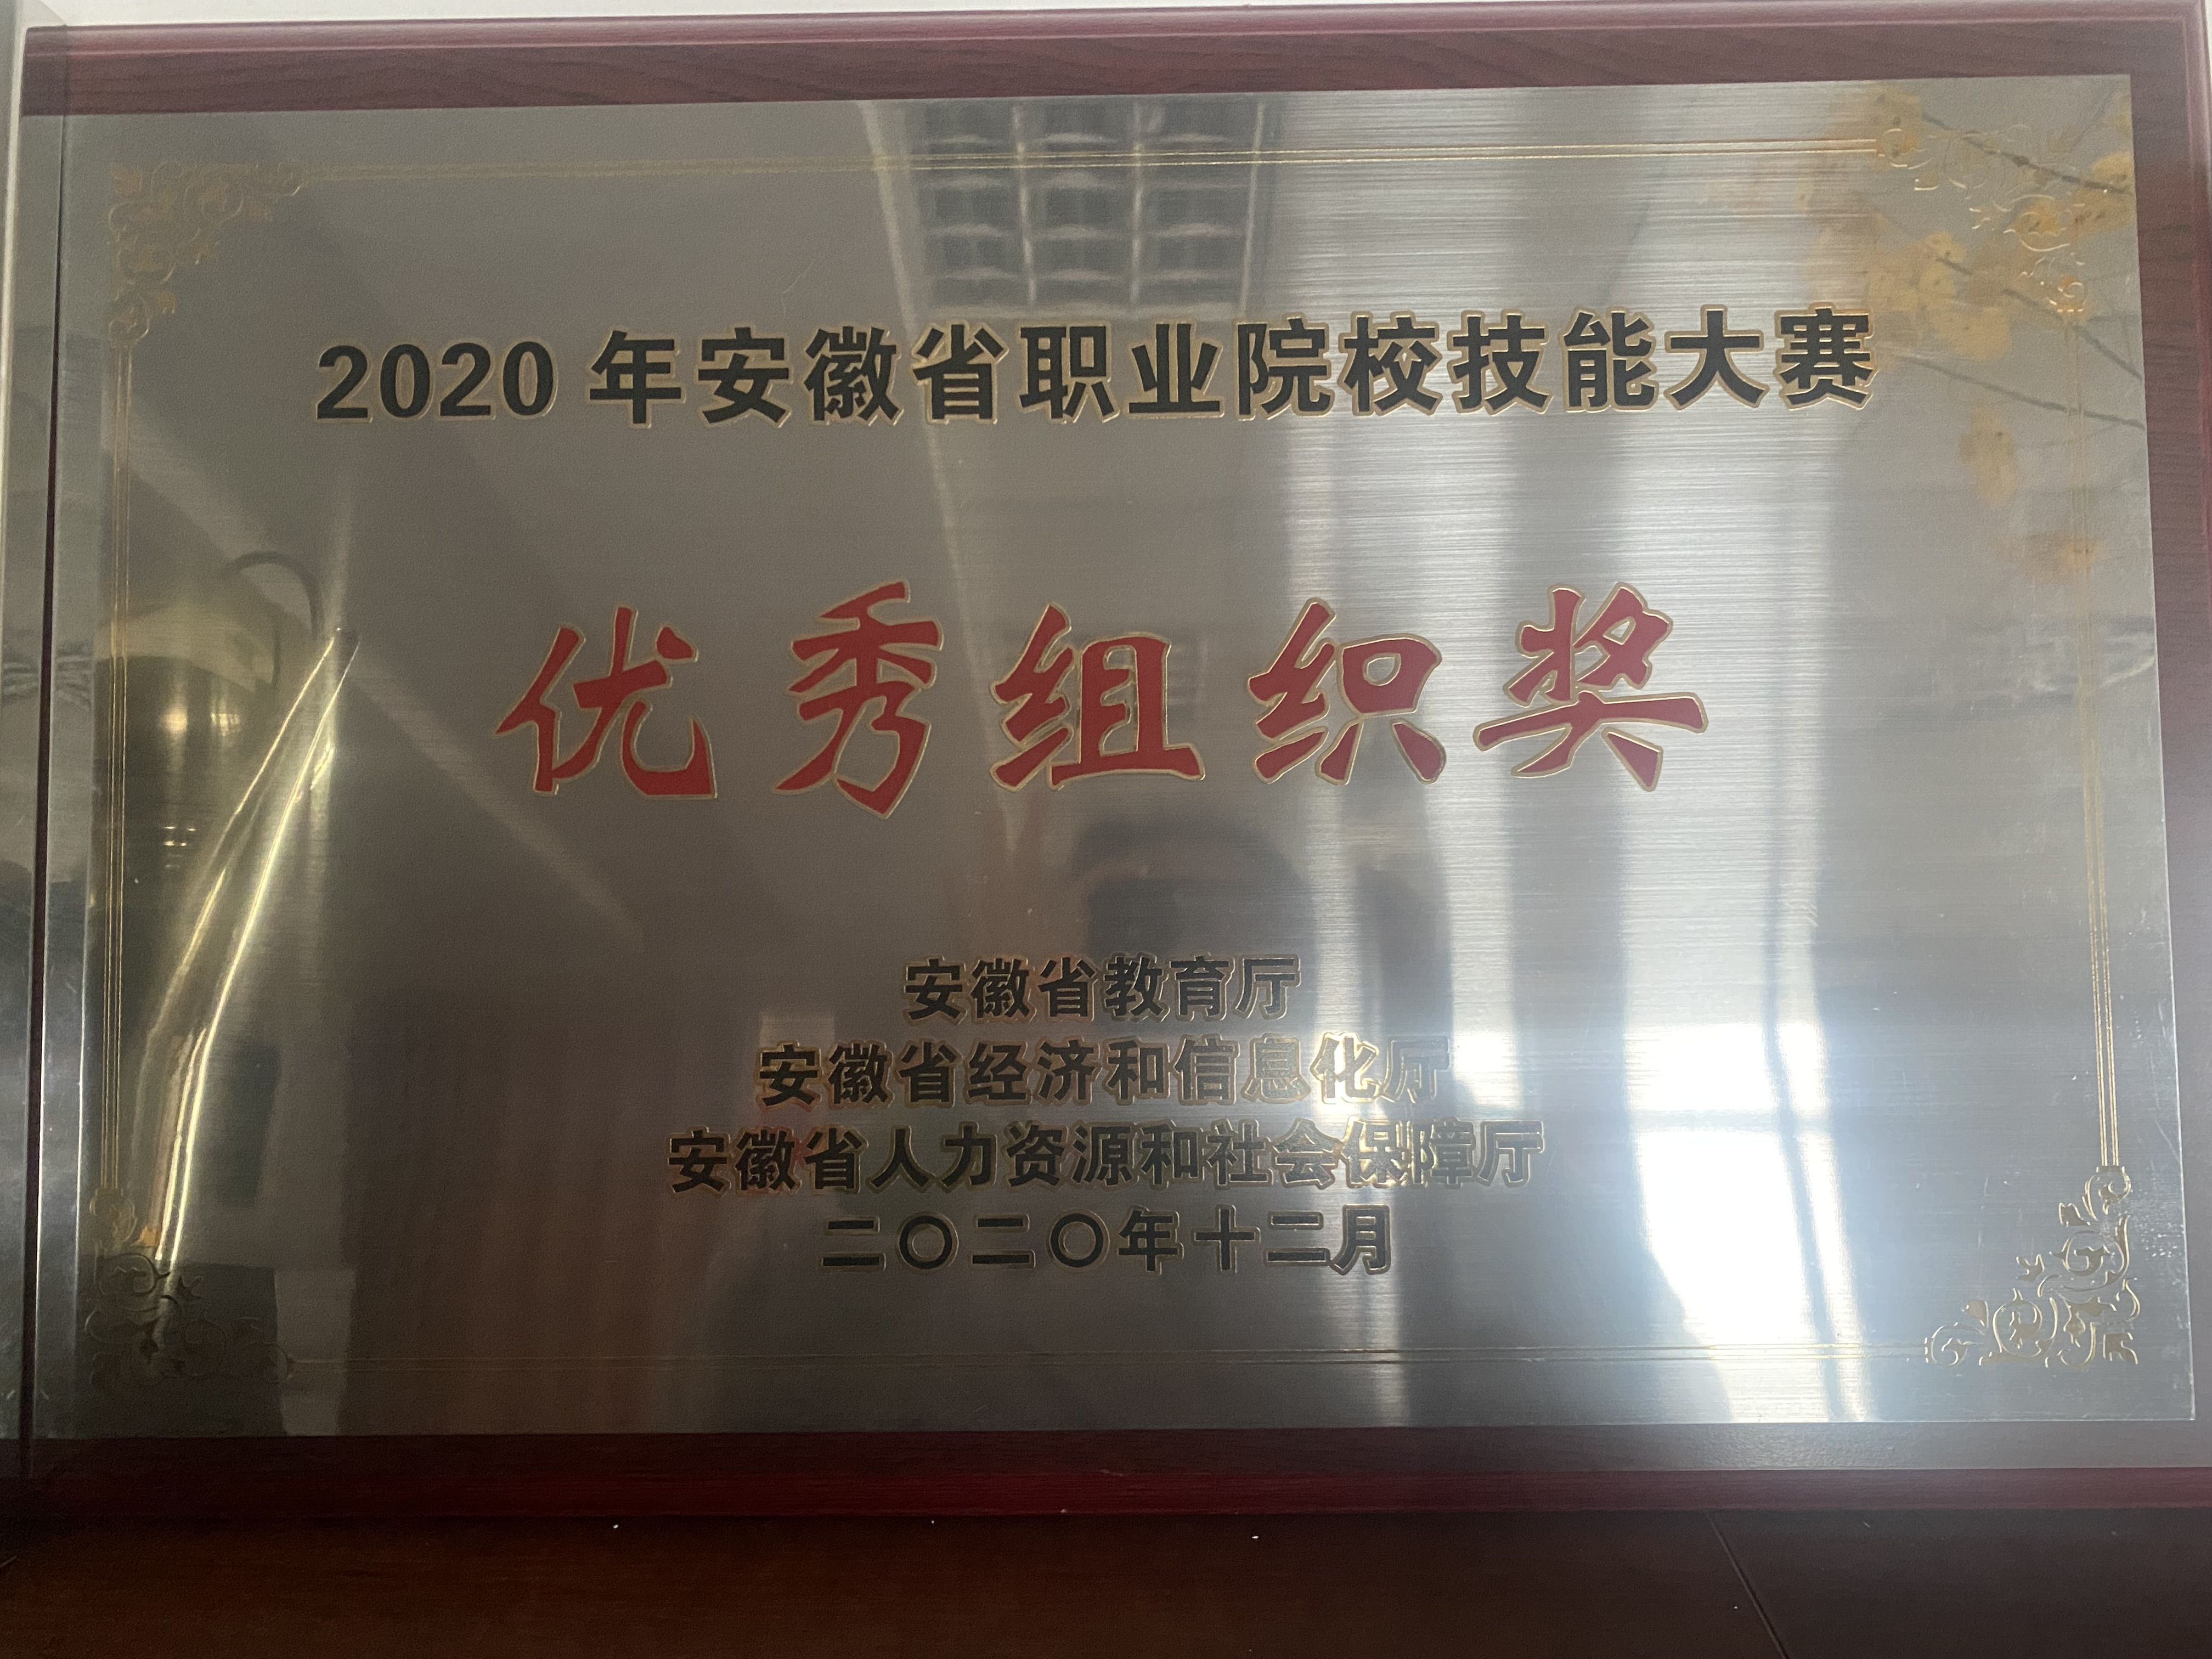 2020 年安徽省职业院校技能大赛
优秀组织奖
安徽省教育厅
安徽省经济和信息化厅
安徽省人力资源和社会保障厅
二〇二〇年十二月